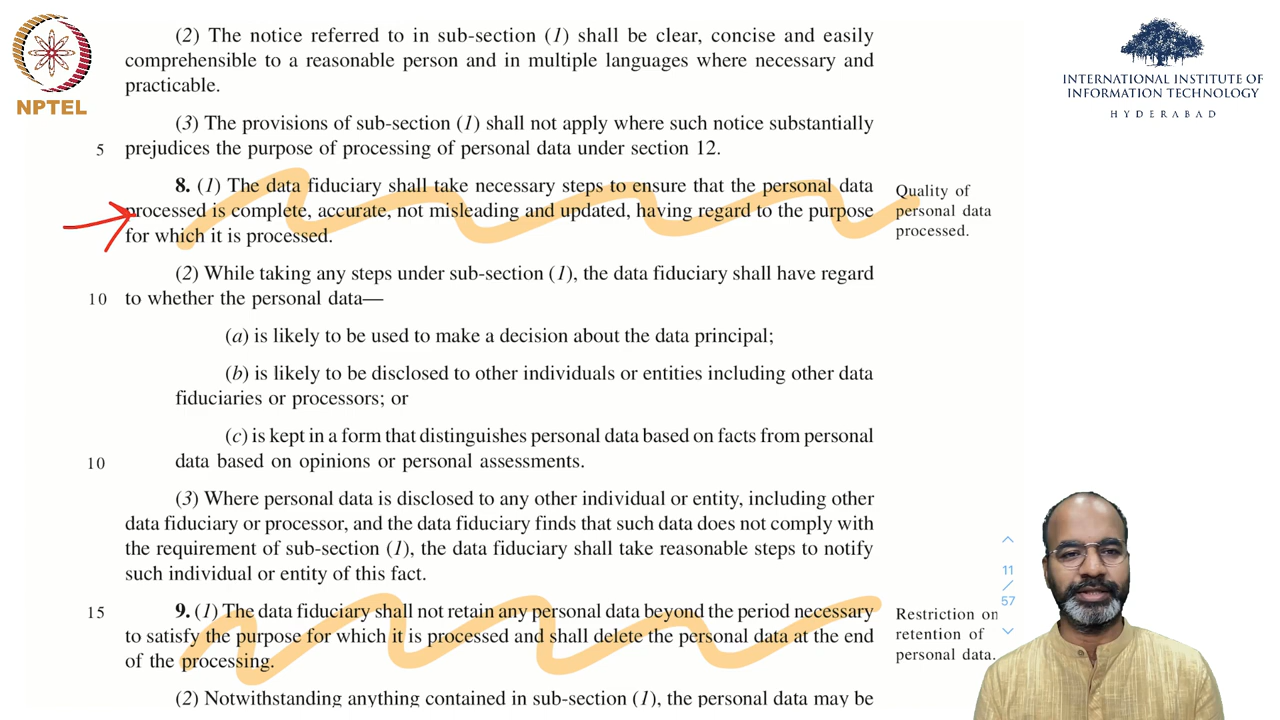 (2) The notice referred to in sub-section (1) shall be clear, concise and easily
comprehensible to a reasonable person and in multiple languages where necessary and
practicable.
(3) The provisions of sub-section (1) shall not apply where such notice substantially
5 prejudices the purpose of processing of personal data under section 12.
8. (1) The data fiduciary shall take necessary steps to ensure that the personal data
processed is complete, accurate, not misleading and updated, having regard to the purpose
for which it is processed.
Quality of
personal data
processed.
(2) While taking any steps under sub-section (1), the data fiduciary shall have regard
10 to whether the personal data—
(a) is likely to be used to make a decision about the data principal;
(b) is likely to be disclosed to other individuals or entities including other data
fiduciaries or processors; or
(c) is kept in a form that distinguishes personal data based on facts from personal
10 data based on opinions or personal assessments.
(3) Where personal data is disclosed to any other individual or entity, including other
data fiduciary or processor, and the data fiduciary finds that such data does not comply with
the requirement of sub-section (1), the data fiduciary shall take reasonable steps to notify
such individual or entity of this fact.
15 9. (1) The data fiduciary shall not retain any personal data beyond the period necessary
to satisfy the purpose for which it is processed and shall delete the personal data at the end
of the processing.
Restriction on
retention of
personal data.
(2) Notwithstanding anything contained in sub-section (1), the personal data may be
NPTEL
INTERNATIONAL INSTITUTE OF
INFORMATION TECHNOLOGY
HYDERABAD
11
/
57